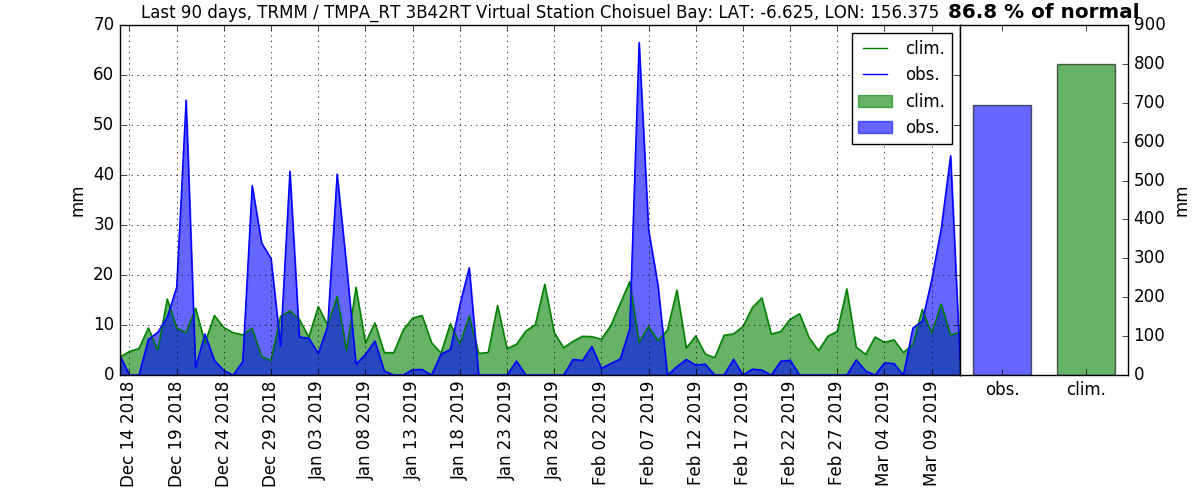 Last 90 days, TRMM / TMPA_RT 3B42RT Virtual Station Choisuel Bay: LAT: -6.625, LON: 156.375
86.8 % of normal
70
60
50
40
30
20
10
0
mm
clim.
obs.
clim.
obs.
900
800
700
600
500
400
300
200
100
0
mm
obs.
clim.
Dec 14 2018
Dec 19 2018
Dec 24 2018
Dec 29 2018
Jan 03 2019
Jan 08 2019
Jan 13 2019
Jan 18 2019
Jan 23 2019
Jan 28 2019
Feb 02 2019
Feb 07 2019
Feb 12 2019
Feb 17 2019
Feb 22 2019
Feb 27 2019
Mar 04 2019
Mar 09 2019